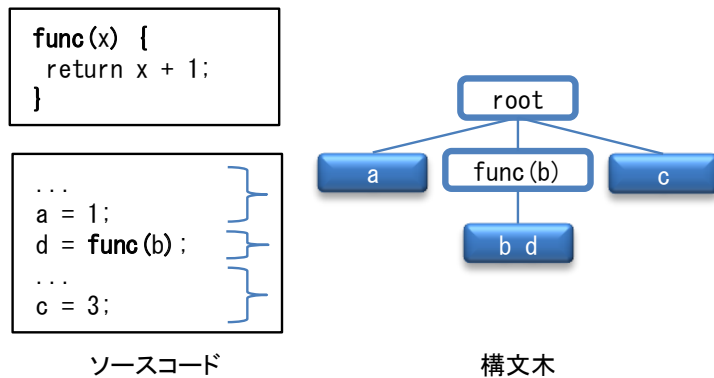 func(x) {
return x + 1;
}
...
a = 1;
d = func(b);
...
c = 3;
ソースコード
root
a
func(b)
c
b d
構文木